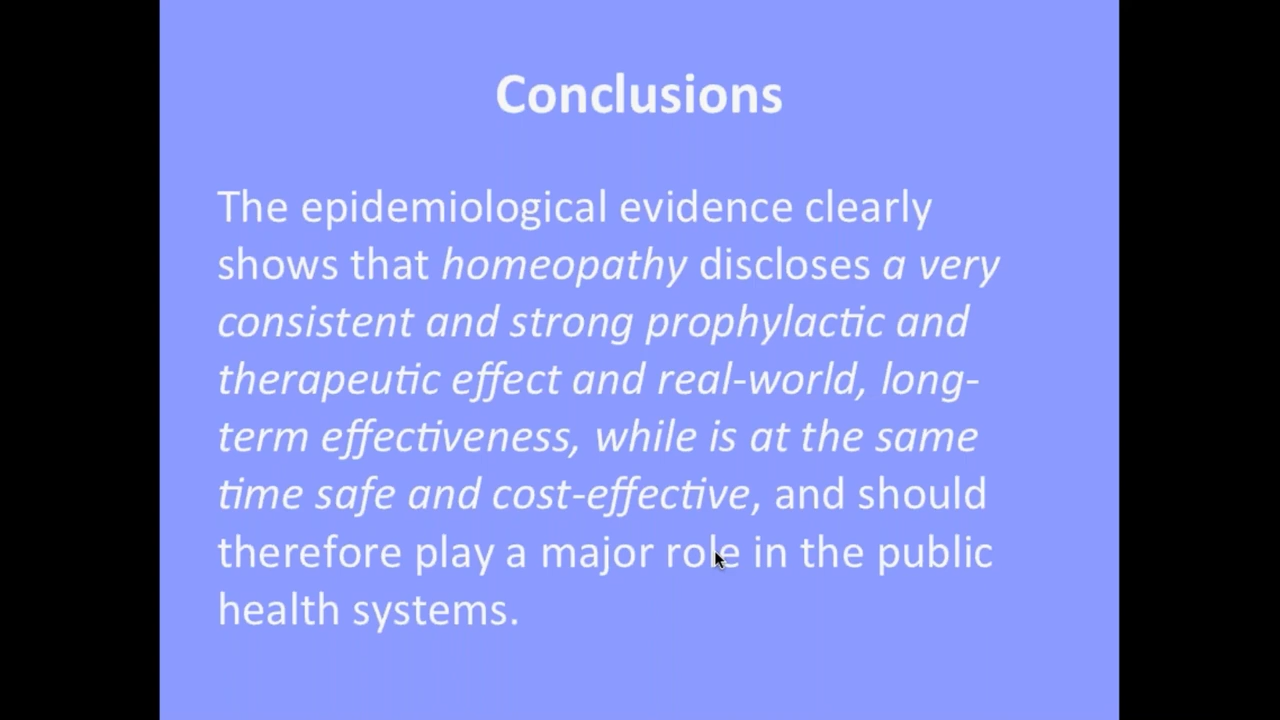 Conclusions
The epidemiological evidence clearly
shows that homeopathy discloses a very
consistent and strong prophylactic and
therapeutic effect and real-world, long-
term effectiveness, while is at the same
time safe and cost-effective, and should
therefore play a major role in the public
health systems.